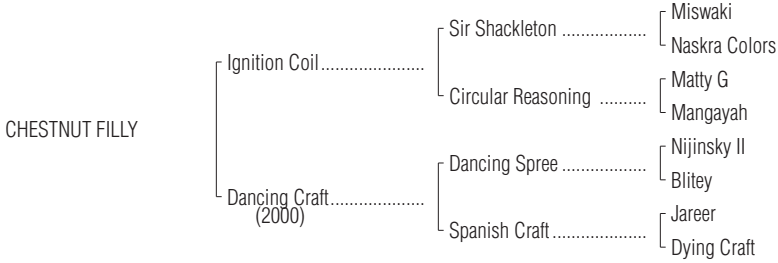 Miswaki
Sir Shackleton ......................
Naskra Colors
Ignition Coil......................
Matty G
Circular Reasoning ..........
Mangayah
CHESTNUT FILLY
Nijinsky II
Dancing Spree ......................
Blitey
Dancing Craft....................
(2000)
Jareer
Spanish Craft ....................
Dying Craft